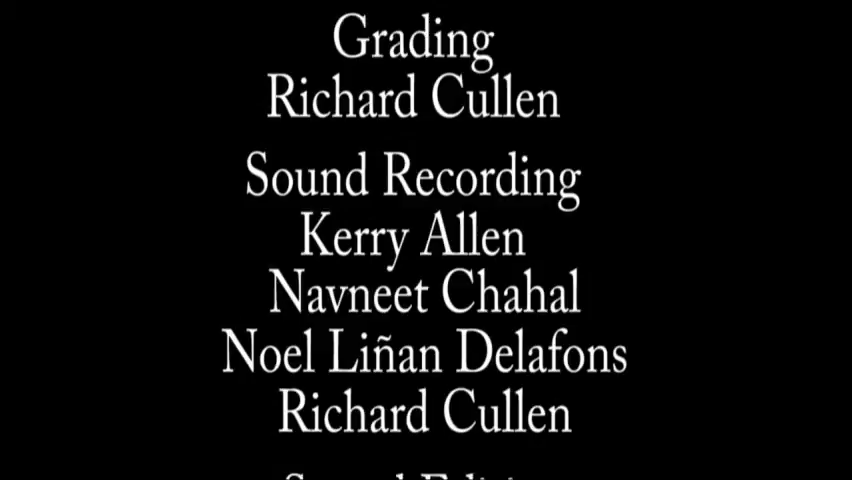 Grading
Richard Cullen
Sound Recording
Kerry Allen
Navneet Chahal
Noel Liñan Delafons
Richard Cullen